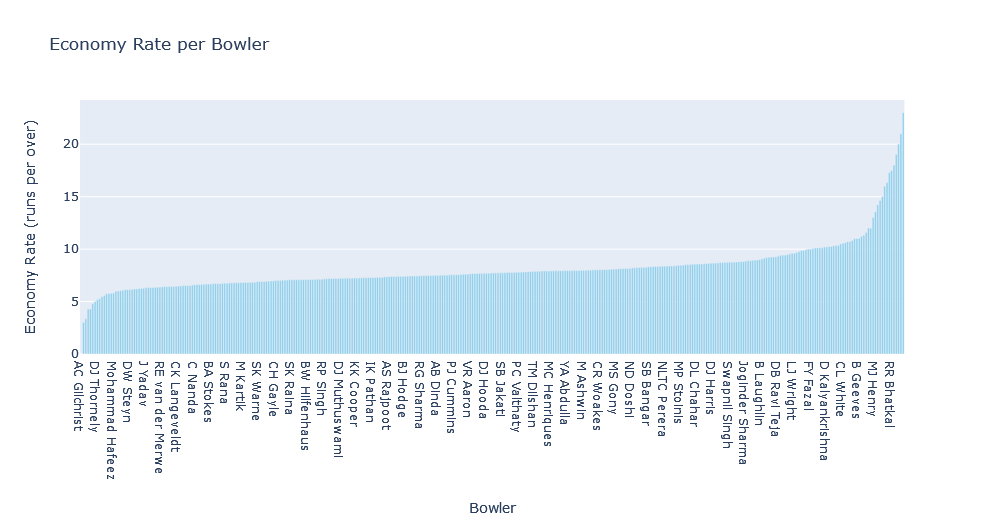 Economy Rate per Bowler
Economy Rate (runs per over)
20
15
10
5
0
AC Gilchrist
DJ Thornely
Mohammad Hafeez
DW Steyn
J Yadav
RE van der Merwe
CK Langeveldt
C Nanda
BA Stokes
S Rana
M Kartik
SK Warne
CH Gayle
SK Raina
BW Hilfenhaus
RP Singh
DJ Muthuswami
KK Cooper
IK Pathan
AS Rajpoot
BJ Hodge
RG Sharma
AB Dinda
PJ Cummins
VR Aaron
DJ Hooda
SB Jakati
PC Valthaty
TM Dilshan
MC Henriques
YA Abdulla
M Ashwin
CR Woakes
MS Gony
ND Doshi
SB Bangar
NLTC Perera
MP Stoinis
DL Chahar
DJ Harris
Swapnil Singh
Joginder Sharma
B Laughlin
DB Ravi Teja
LJ Wright
FY Fazal
D Kalyankrishna
CL White
B Geeves
MJ Henry
RR Bhatkal
Bowler